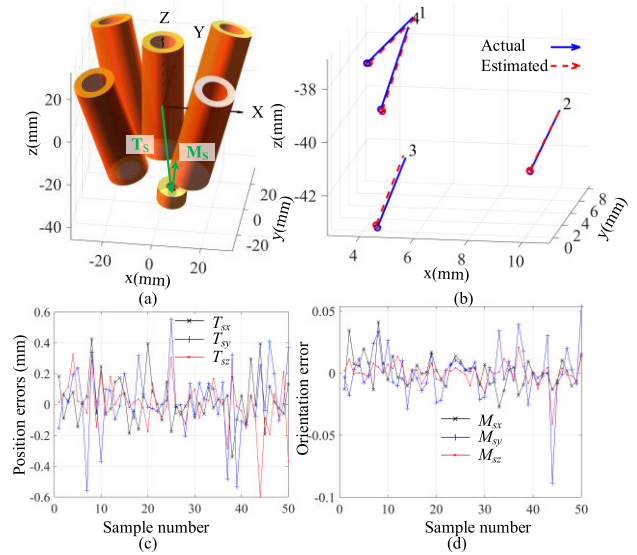 Z
Y
X
T_S
M_S
20
0
-20
-40
z(mm)
-20
0
20
x(mm)
20
0
-20
y(mm)
(a)
Actual
Estimated
1
4
2
3
-38
-40
-42
z(mm)
4
6
8
10
x(mm)
0
2
4
6
8
y(mm)
(b)
0.6
0.4
0.2
0
-0.2
-0.4
-0.6
Position errors (mm)
T_sx
T_sy
T_sz
0
10
20
30
40
50
Sample number
(c)
0.05
0
-0.05
-0.1
Orientation error
M_sx
M_sy
M_sz
0
10
20
30
40
50
Sample number
(d)